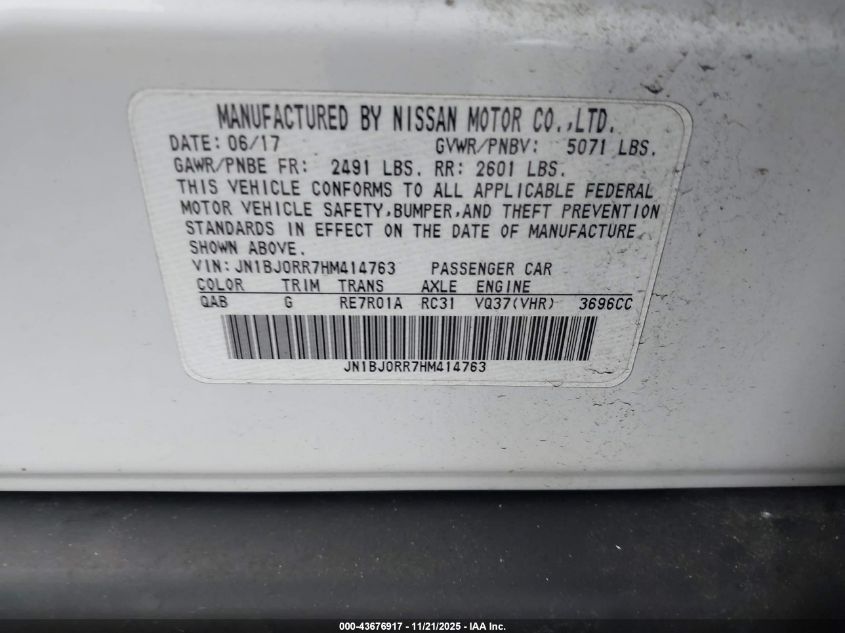 MANUFACTURED BY NISSAN MOTOR CO.,LTD.
DATE: 06/17 GVWR/PNBV: 5071 LBS.
GAWR/PNBE FR: 2491 LBS. RR: 2601 LBS.
THIS VEHICLE CONFORMS TO ALL APPLICABLE FEDERAL
MOTOR VEHICLE SAFETY,BUMPER,AND THEFT PREVENTION
STANDARDS IN EFFECT ON THE DATE OF MANUFACTURE
SHOWN ABOVE.
VIN: JN1BJ0RR7HM414763 PASSENGER CAR
COLOR TRIM TRANS AXLE ENGINE
QAB G RE7R01A RC31 VQ37(VHR) 3696CC
JN1BJ0RR7HM414763
000-43676917 - 11/21/2025 - IAA Inc.